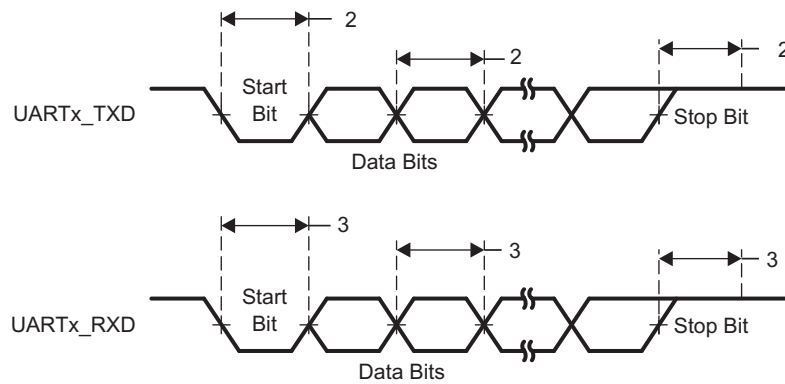 2
2
2
Start
Bit
UARTx_TXD
Stop Bit
Data Bits
3
3
3
Start
Bit
UARTx_RXD
Stop Bit
Data Bits